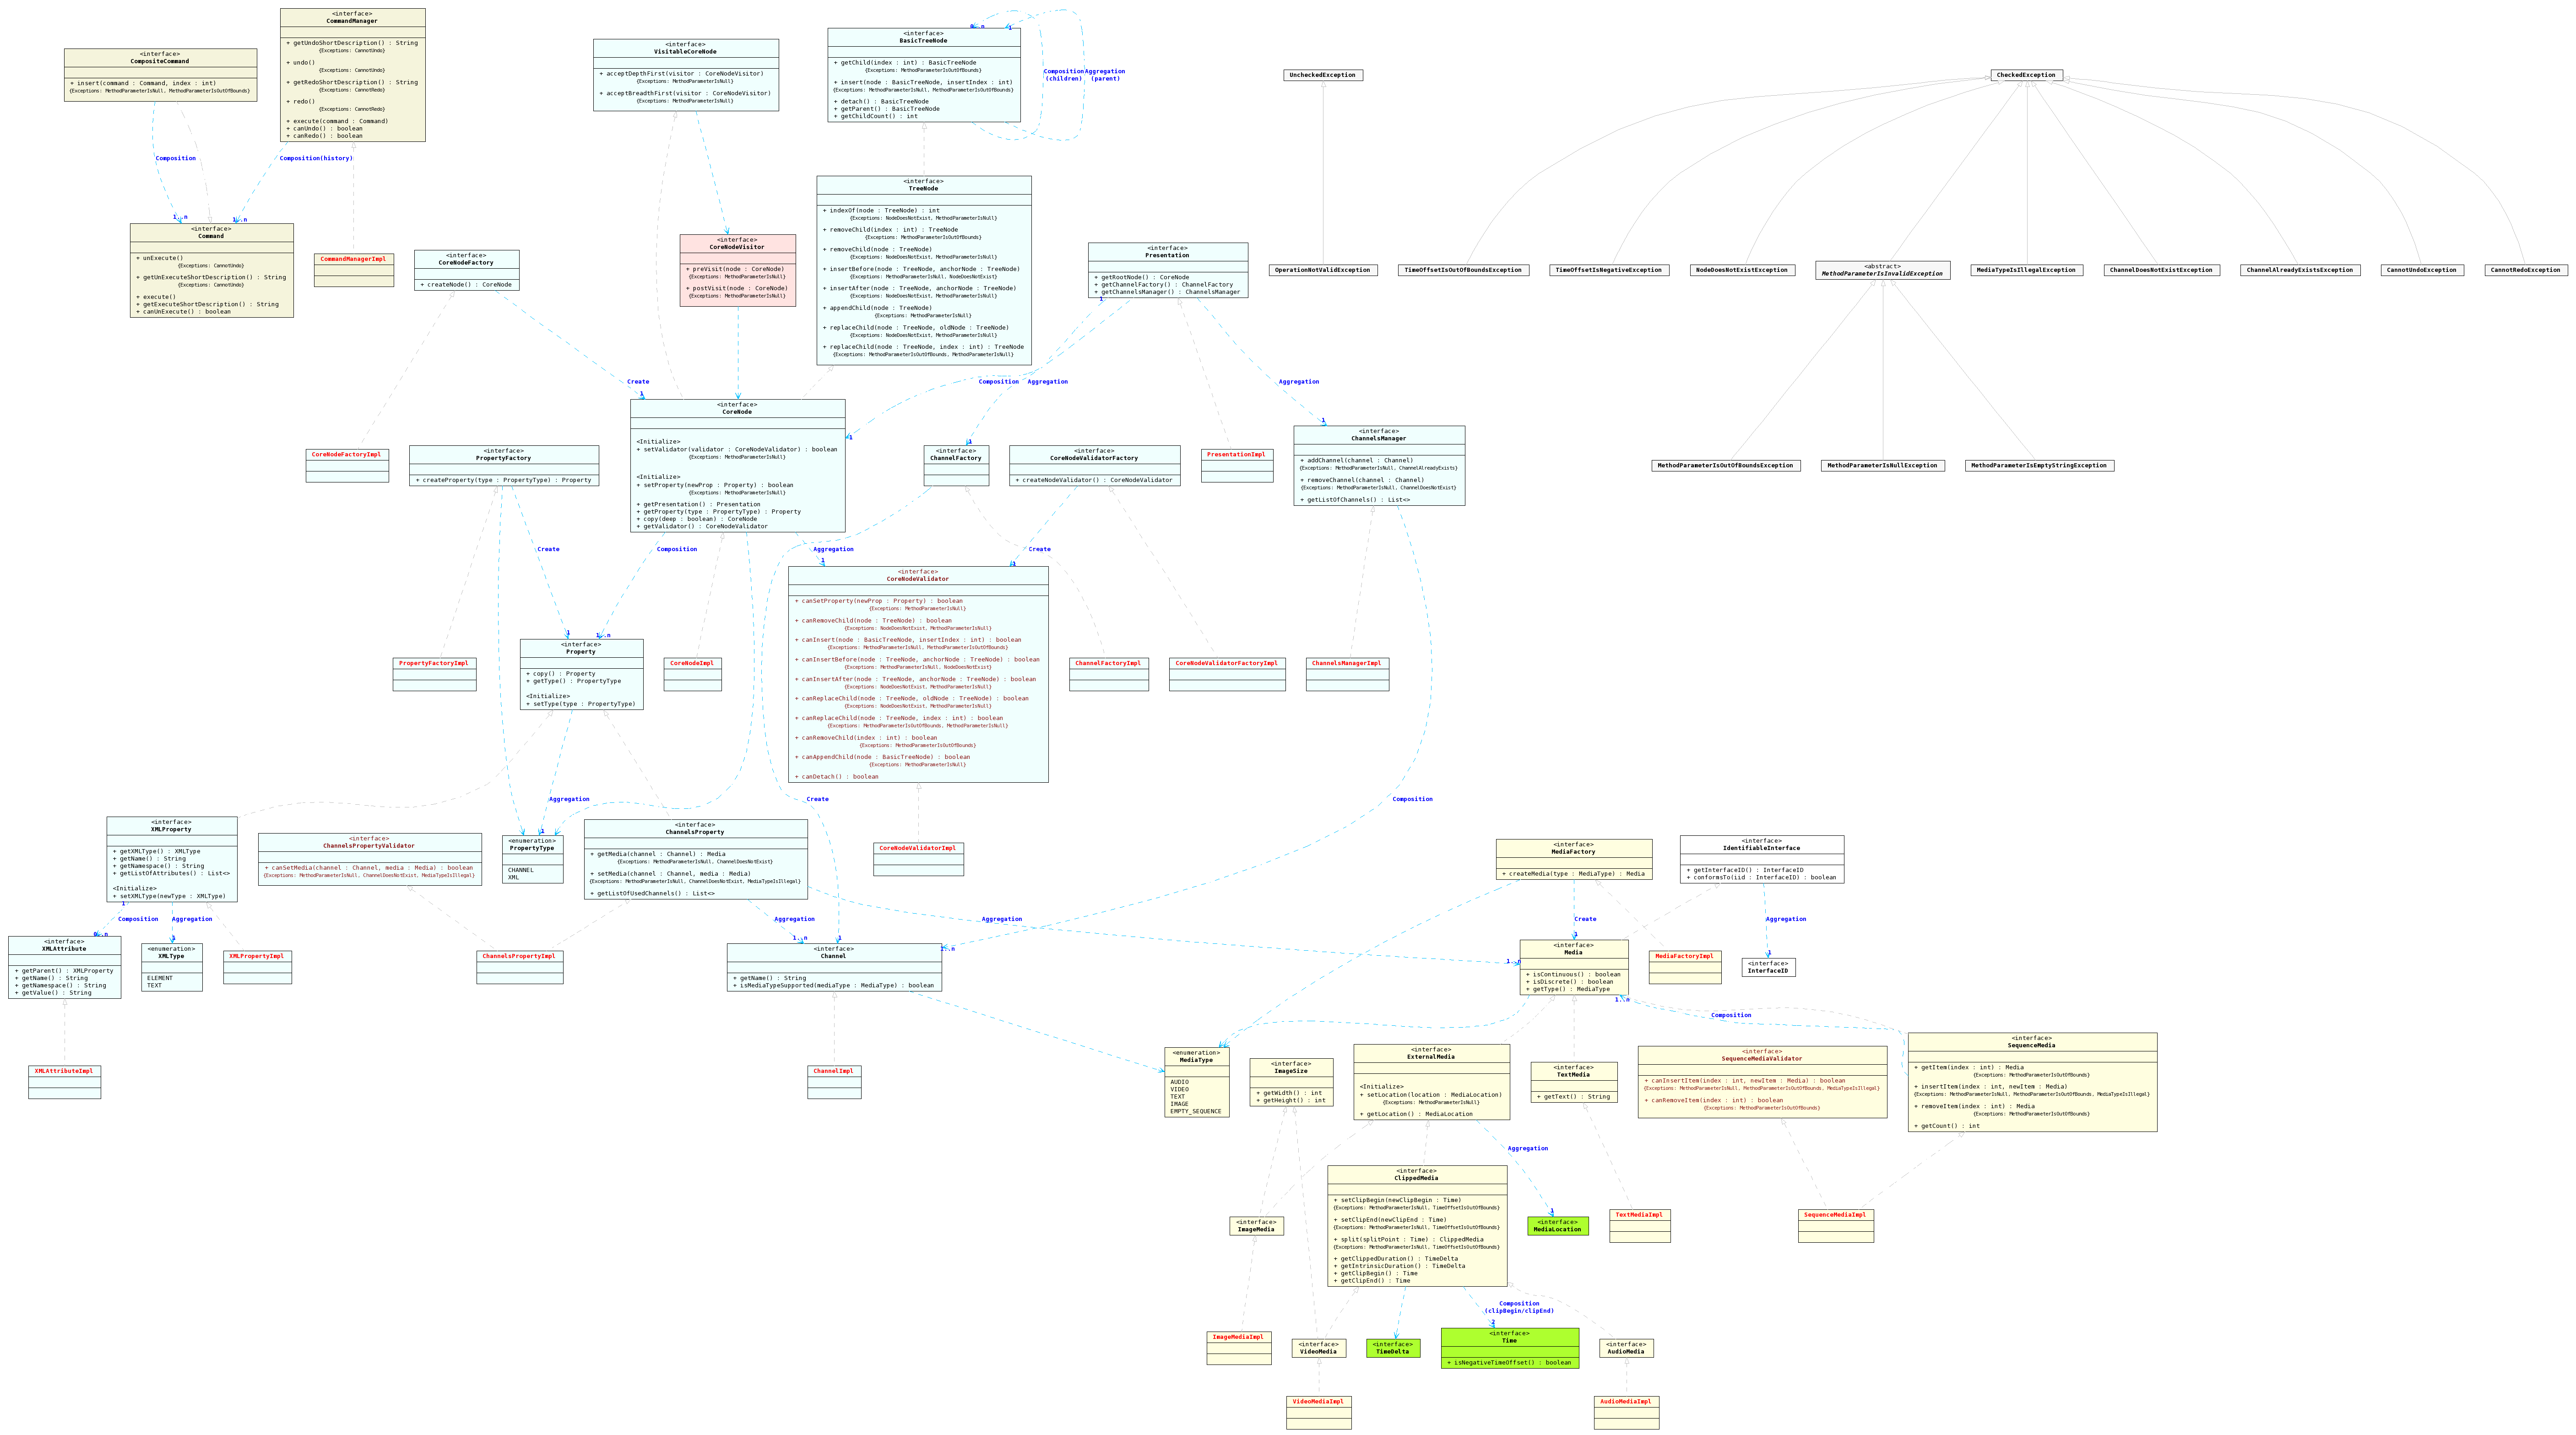 <interface>
CommandManager
+ getUndoShortDescription() : String
{Exceptions: CannotUndo}
+ undo()
{Exceptions: CannotUndo}
+ getRedoShortDescription() : String
{Exceptions: CannotRedo}
+ redo()
{Exceptions: CannotRedo}
+ execute(command : Command)
+ canUndo() : boolean
+ canRedo() : boolean
<interface>
CompositeCommand
+ insert(command : Command, index : int)
{Exceptions: MethodParameterIsNull, MethodParameterIsOutOfBounds}
Composition
Composition(history)
1..n
1..n
<interface>
Command
+ unExecute()
{Exceptions: CannotUndo}
+ getUnExecuteShortDescription() : String
{Exceptions: CannotUndo}
+ execute()
+ getExecuteShortDescription() : String
+ canUnExecute() : boolean
CommandManagerImpl
<interface>
CoreNodeFactory
+ createNode() : CoreNode
<interface>
VisitableCoreNode
+ acceptDepthFirst(visitor : CoreNodeVisitor)
{Exceptions: MethodParameterIsNull}
+ acceptBreadthFirst(visitor : CoreNodeVisitor)
{Exceptions: MethodParameterIsNull}
0..n
1
<interface>
BasicTreeNode
+ getChild(index : int) : BasicTreeNode
{Exceptions: MethodParameterIsOutOfBounds}
+ insert(node : BasicTreeNode, insertIndex : int)
{Exceptions: MethodParameterIsNull, MethodParameterIsOutOfBounds}
+ detach() : BasicTreeNode
+ getParent() : BasicTreeNode
+ getChildCount() : int
Composition
(children)
Aggregation
(parent)
<interface>
CoreNodeVisitor
+ preVisit(node : CoreNode)
{Exceptions: MethodParameterIsNull}
+ postVisit(node : CoreNode)
{Exceptions: MethodParameterIsNull}
<interface>
TreeNode
+ indexOf(node : TreeNode) : int
{Exceptions: NodeDoesNotExist, MethodParameterIsNull}
+ removeChild(index : int) : TreeNode
{Exceptions: MethodParameterIsOutOfBounds}
+ removeChild(node : TreeNode)
{Exceptions: NodeDoesNotExist, MethodParameterIsNull}
+ insertBefore(node : TreeNode, anchorNode : TreeNode)
{Exceptions: MethodParameterIsNull, NodeDoesNotExist}
+ insertAfter(node : TreeNode, anchorNode : TreeNode)
{Exceptions: NodeDoesNotExist, MethodParameterIsNull}
+ appendChild(node : TreeNode)
{Exceptions: MethodParameterIsNull}
+ replaceChild(node : TreeNode, oldNode : TreeNode)
{Exceptions: NodeDoesNotExist, MethodParameterIsNull}
+ replaceChild(node : TreeNode, index : int) : TreeNode
{Exceptions: MethodParameterIsOutOfBounds, MethodParameterIsNull}
<interface>
Presentation
+ getRootNode() : CoreNode
+ getChannelFactory() : ChannelFactory
+ getChannelsManager() : ChannelsManager
1
UncheckedException
OperationNotValidException
CheckedException
TimeOffsetIsOutOfBoundsException
TimeOffsetIsNegativeException
NodeDoesNotExistException
<abstract>
MethodParameterIsInvalidException
MediaTypeIsIllegalException
ChannelDoesNotExistException
ChannelAlreadyExistsException
CannotUndoException
CannotRedoException
MethodParameterIsOutOfBoundsException
MethodParameterIsNullException
MethodParameterIsEmptyStringException
Create
1
Composition
Aggregation
Aggregation
1
1
1
CoreNodeFactoryImpl
<interface>
PropertyFactory
+ createProperty(type : PropertyType) : Property
<interface>
CoreNode
<Initialize>
+ setValidator(validator : CoreNodeValidator) : boolean
{Exceptions: MethodParameterIsNull}
<Initialize>
+ setProperty(newProp : Property) : boolean
{Exceptions: MethodParameterIsNull}
+ getPresentation() : Presentation
+ getProperty(type : PropertyType) : Property
+ copy(deep : boolean) : CoreNode
+ getValidator() : CoreNodeValidator
<interface>
ChannelFactory
<interface>
CoreNodeValidatorFactory
+ createNodeValidator() : CoreNodeValidator
PresentationImpl
<interface>
ChannelsManager
+ addChannel(channel : Channel)
{Exceptions: MethodParameterIsNull, ChannelAlreadyExists}
+ removeChannel(channel : Channel)
{Exceptions: MethodParameterIsNull, ChannelDoesNotExist}
+ getListOfChannels() : List<>
Create
Composition
Aggregation
Create
1
1..n
1
1
<interface>
CoreNodeValidator
+ canSetProperty(newProp : Property) : boolean
{Exceptions: MethodParameterIsNull}
+ canRemoveChild(node : TreeNode) : boolean
{Exceptions: NodeDoesNotExist, MethodParameterIsNull}
+ canInsert(node : BasicTreeNode, insertIndex : int) : boolean
{Exceptions: MethodParameterIsNull, MethodParameterIsOutOfBounds}
+ canInsertBefore(node : TreeNode, anchorNode : TreeNode) : boolean
{Exceptions: MethodParameterIsNull, NodeDoesNotExist}
+ canInsertAfter(node : TreeNode, anchorNode : TreeNode) : boolean
{Exceptions: NodeDoesNotExist, MethodParameterIsNull}
+ canReplaceChild(node : TreeNode, oldNode : TreeNode) : boolean
{Exceptions: NodeDoesNotExist, MethodParameterIsNull}
+ canReplaceChild(node : TreeNode, index : int) : boolean
{Exceptions: MethodParameterIsOutOfBounds, MethodParameterIsNull}
+ canRemoveChild(index : int) : boolean
{Exceptions: MethodParameterIsOutOfBounds}
+ canAppendChild(node : BasicTreeNode) : boolean
{Exceptions: MethodParameterIsNull}
+ canDetach() : boolean
PropertyFactoryImpl
<interface>
Property
+ copy() : Property
+ getType() : PropertyType
<Initialize>
+ setType(type : PropertyType)
CoreNodeImpl
ChannelFactoryImpl
CoreNodeValidatorFactoryImpl
ChannelsManagerImpl
Aggregation
1
Create
Composition
<interface>
XMLProperty
+ getXMLType() : XMLType
+ getName() : String
+ getNamespace() : String
+ getListOfAttributes() : List<>
<Initialize>
+ setXMLType(newType : XMLType)
<interface>
ChannelsPropertyValidator
+ canSetMedia(channel : Channel, media : Media) : boolean
{Exceptions: MethodParameterIsNull, ChannelDoesNotExist, MediaTypeIsIllegal}
<enumeration>
PropertyType
CHANNEL
XML
<interface>
ChannelsProperty
+ getMedia(channel : Channel) : Media
{Exceptions: MethodParameterIsNull, ChannelDoesNotExist}
+ setMedia(channel : Channel, media : Media)
{Exceptions: MethodParameterIsNull, ChannelDoesNotExist, MediaTypeIsIllegal}
+ getListOfUsedChannels() : List<>
CoreNodeValidatorImpl
<interface>
MediaFactory
+ createMedia(type : MediaType) : Media
<interface>
IdentifiableInterface
+ getInterfaceID() : InterfaceID
+ conformsTo(iid : InterfaceID) : boolean
1
Composition
Aggregation
Aggregation
Aggregation
Create
Aggregation
0..n
1
1..n
1
1..n
1..n
1
1
<interface>
XMLAttribute
+ getParent() : XMLProperty
+ getName() : String
+ getNamespace() : String
+ getValue() : String
<enumeration>
XMLType
ELEMENT
TEXT
XMLPropertyImpl
ChannelsPropertyImpl
<interface>
Channel
+ getName() : String
+ isMediaTypeSupported(mediaType : MediaType) : boolean
<interface>
Media
+ isContinuous() : boolean
+ isDiscrete() : boolean
+ getType() : MediaType
MediaFactoryImpl
<interface>
InterfaceID
1..n
Composition
XMLAttributeImpl
ChannelImpl
<enumeration>
MediaType
AUDIO
VIDEO
TEXT
IMAGE
EMPTY_SEQUENCE
<interface>
ImageSize
+ getWidth() : int
+ getHeight() : int
<interface>
ExternalMedia
<Initialize>
+ setLocation(location : MediaLocation)
{Exceptions: MethodParameterIsNull}
+ getLocation() : MediaLocation
<interface>
TextMedia
+ getText() : String
<interface>
SequenceMediaValidator
+ canInsertItem(index : int, newItem : Media) : boolean
{Exceptions: MethodParameterIsNull, MethodParameterIsOutOfBounds, MediaTypeIsIllegal}
+ canRemoveItem(index : int) : boolean
{Exceptions: MethodParameterIsOutOfBounds}
<interface>
SequenceMedia
+ getItem(index : int) : Media
{Exceptions: MethodParameterIsOutOfBounds}
+ insertItem(index : int, newItem : Media)
{Exceptions: MethodParameterIsNull, MethodParameterIsOutOfBounds, MediaTypeIsIllegal}
+ removeItem(index : int) : Media
{Exceptions: MethodParameterIsOutOfBounds}
+ getCount() : int
Aggregation
1
<interface>
ImageMedia
<interface>
ClippedMedia
+ setClipBegin(newClipBegin : Time)
{Exceptions: MethodParameterIsNull, TimeOffsetIsOutOfBounds}
+ setClipEnd(newClipEnd : Time)
{Exceptions: MethodParameterIsNull, TimeOffsetIsOutOfBounds}
+ split(splitPoint : Time) : ClippedMedia
{Exceptions: MethodParameterIsNull, TimeOffsetIsOutOfBounds}
+ getClippedDuration() : TimeDelta
+ getIntrinsicDuration() : TimeDelta
+ getClipBegin() : Time
+ getClipEnd() : Time
<interface>
MediaLocation
TextMediaImpl
SequenceMediaImpl
Composition
(clipBegin/clipEnd)
2
ImageMediaImpl
<interface>
VideoMedia
<interface>
TimeDelta
<interface>
Time
+ isNegativeTimeOffset() : boolean
<interface>
AudioMedia
VideoMediaImpl
AudioMediaImpl